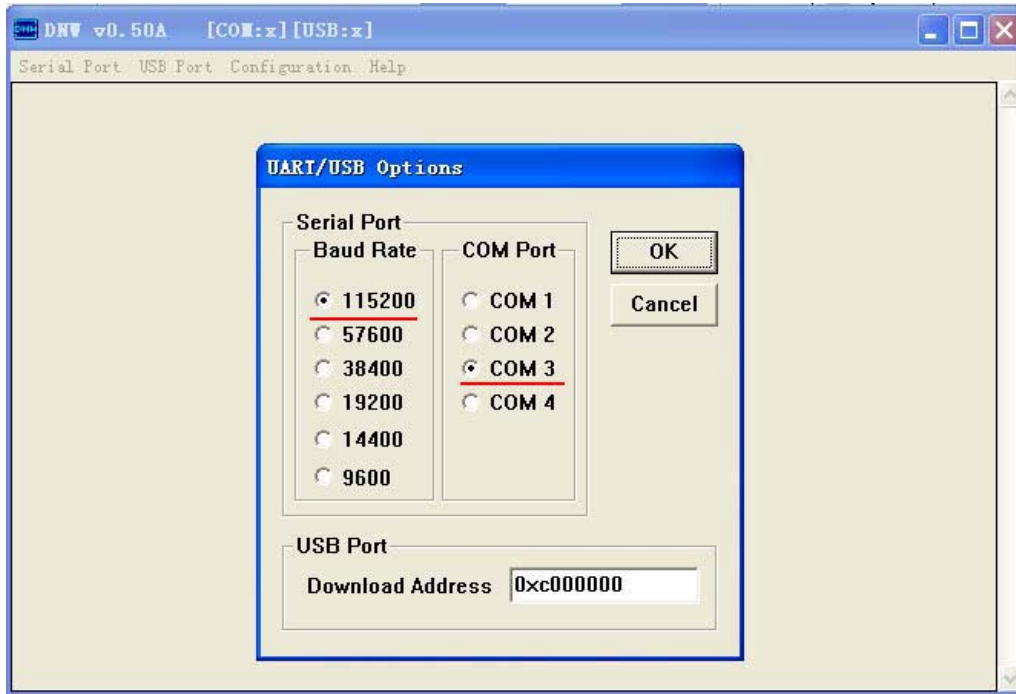 DNW v0.50A [COM:x][USB:x]
Serial Port USB Port Configuration Help
UART/USB Options
Serial Port
Baud Rate
COM Port
115200
57600
38400
19200
14400
9600
COM 1
COM 2
COM 3
COM 4
OK
Cancel
USB Port
Download Address 0xc000000